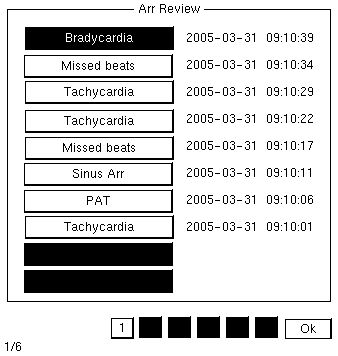 Arr Review
Bradycardia 2005-03-31 09:10:39
Missed beats 2005-03-31 09:10:34
Tachycardia 2005-03-31 09:10:29
Tachycardia 2005-03-31 09:10:22
Missed beats 2005-03-31 09:10:17
Sinus Arr 2005-03-31 09:10:11
PAT 2005-03-31 09:10:06
Tachycardia 2005-03-31 09:10:01
1 Ok
1/6